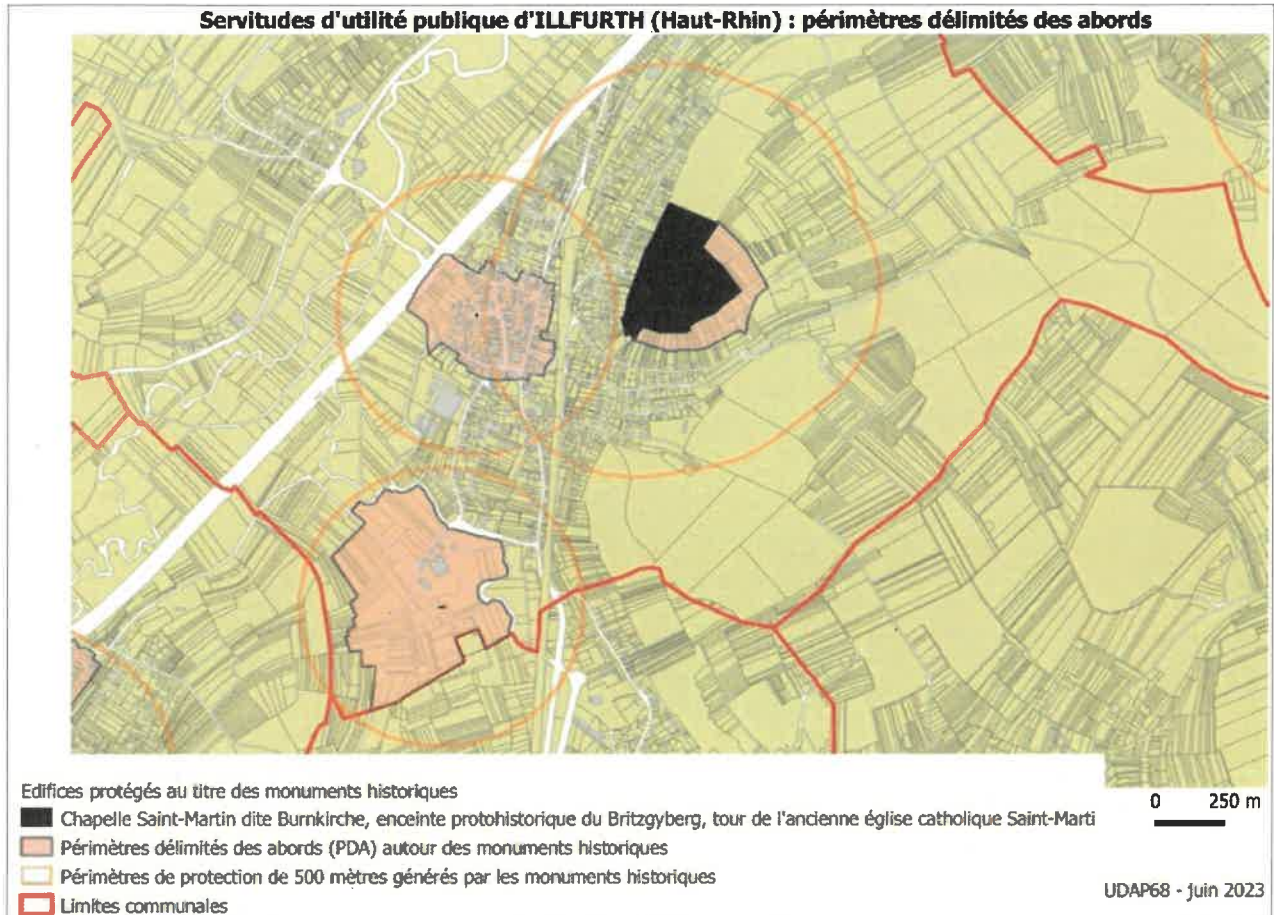 Servitudes d'utilité publique d'ILLFURTH (Haut-Rhin) : périmètres délimités des abords
Edifices protégés au titre des monuments historiques
Chapelle Saint-Martin dite Burnkirche, enceinte protohistorique du Britzgyberg, tour de l'ancienne église catholique Saint-Marti
Périmètres délimités des abords (PDA) autour des monuments historiques
Périmètres de protection de 500 mètres générés par les monuments historiques
Limites communales
0 250 m
UDAP68 - juin 2023